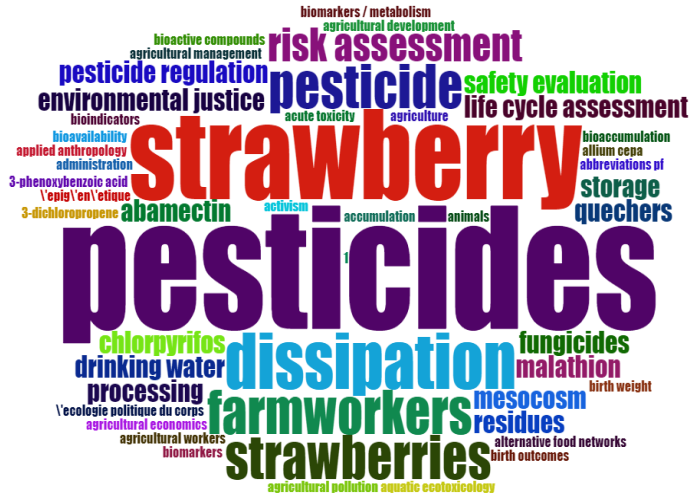 biomarkers / metabolism
agricultural development
bioactive compounds
risk assessment
agricultural management
pesticide regulation
pesticide
safety evaluation
environmental justice
life cycle assessment
bioindicators
acute toxicity
agriculture
strawberry
bioavailability
bioaccumulation
applied anthropology
allium cepa
administration
abbreviations pf
3-phenoxybenzoic acid
storage
\'epig\'en\'etique
3-dichloropropene
abamectin
activism
quechers
accumulation
animals
pesticides
chlorpyrifos
dissipation
fungicides
drinking water
malathion
processing
birth weight
mesocosm
\'ecologie politique du corps
farmworkers
residues
agricultural economics
agricultural workers
alternative food networks
biomarkers
strawberries
birth outcomes
agricultural pollution
aquatic ecotoxicology